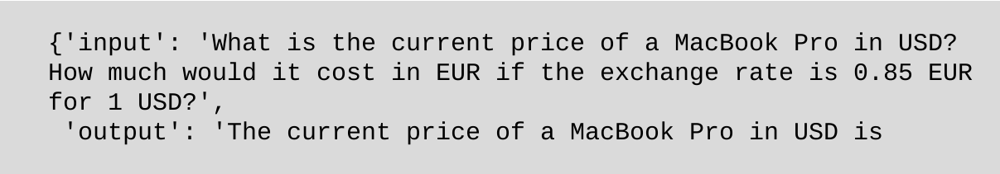 {'input': 'What is the current price of a MacBook Pro in USD?
How much would it cost in EUR if the exchange rate is 0.85 EUR
for 1 USD?',
 'output': 'The current price of a MacBook Pro in USD is